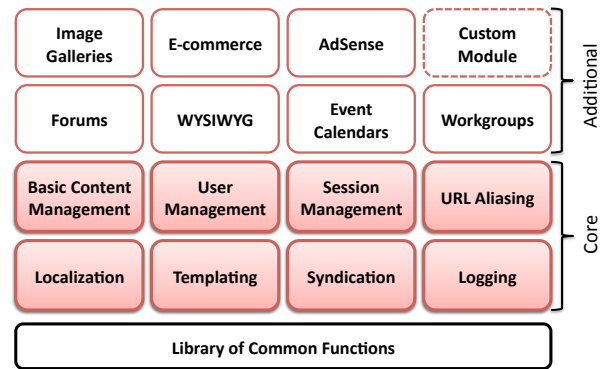 Image
Galleries
E-commerce
AdSense
Custom
Module
Forums
WYSIWYG
Event
Calendars
Workgroups
Additional
Basic Content
Management
User
Management
Session
Management
URL Aliasing
Localization
Templating
Syndication
Logging
Core
Library of Common Functions